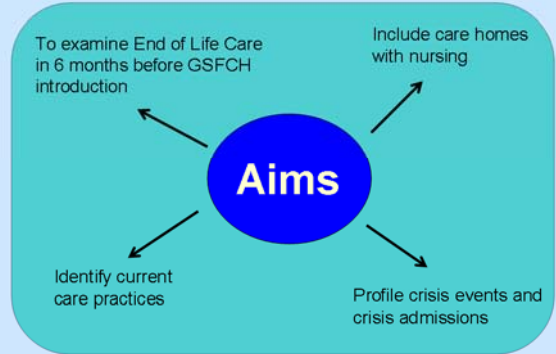 To examine End of Life Care
in 6 months before GSFCH
introduction
Include care homes
with nursing
Aims
Identify current
care practices
Profile crisis events and
crisis admissions